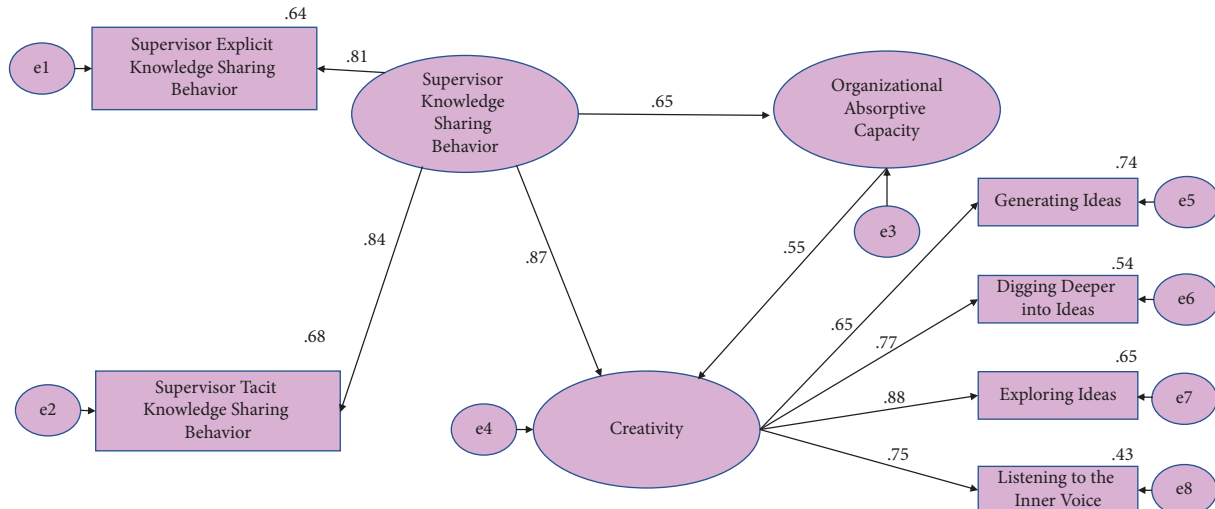 .64
Supervisor Explicit
Knowledge Sharing
Behavior
e1
.81
Supervisor
Knowledge
Sharing
Behavior
.65
Organizational
Absorptive
Capacity
e3
.84
.87
.55
.68
Supervisor Tacit
Knowledge Sharing
Behavior
e2
e4
Creativity
.65
.77
.88
.75
.74
Generating Ideas
e5
.54
Digging Deeper
into Ideas
e6
.65
Exploring Ideas
e7
.43
Listening to the
Inner Voice
e8